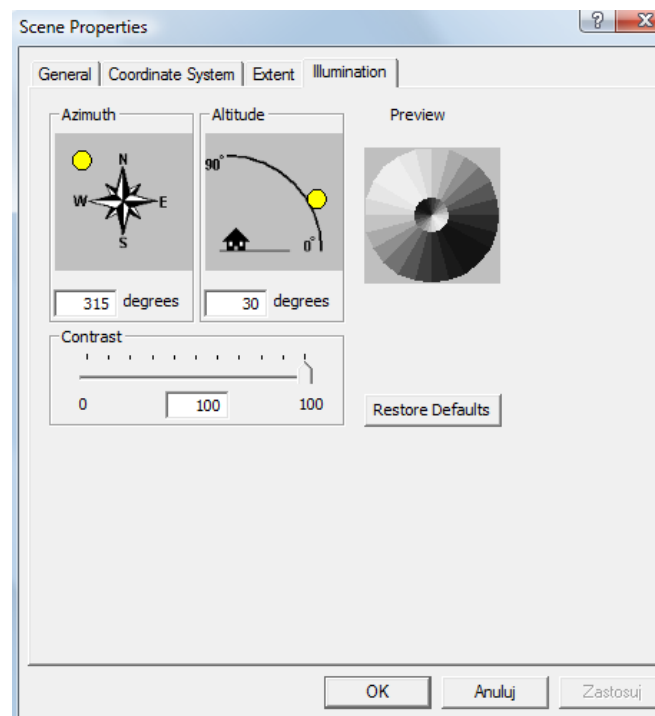 Scene Properties
General Coordinate System Extent Illumination
Azimuth Altitude Preview
N
W E
S
90°
0°
315 degrees 30 degrees
Contrast
0 100 100
Restore Defaults
OK Anuluj Zastosuj